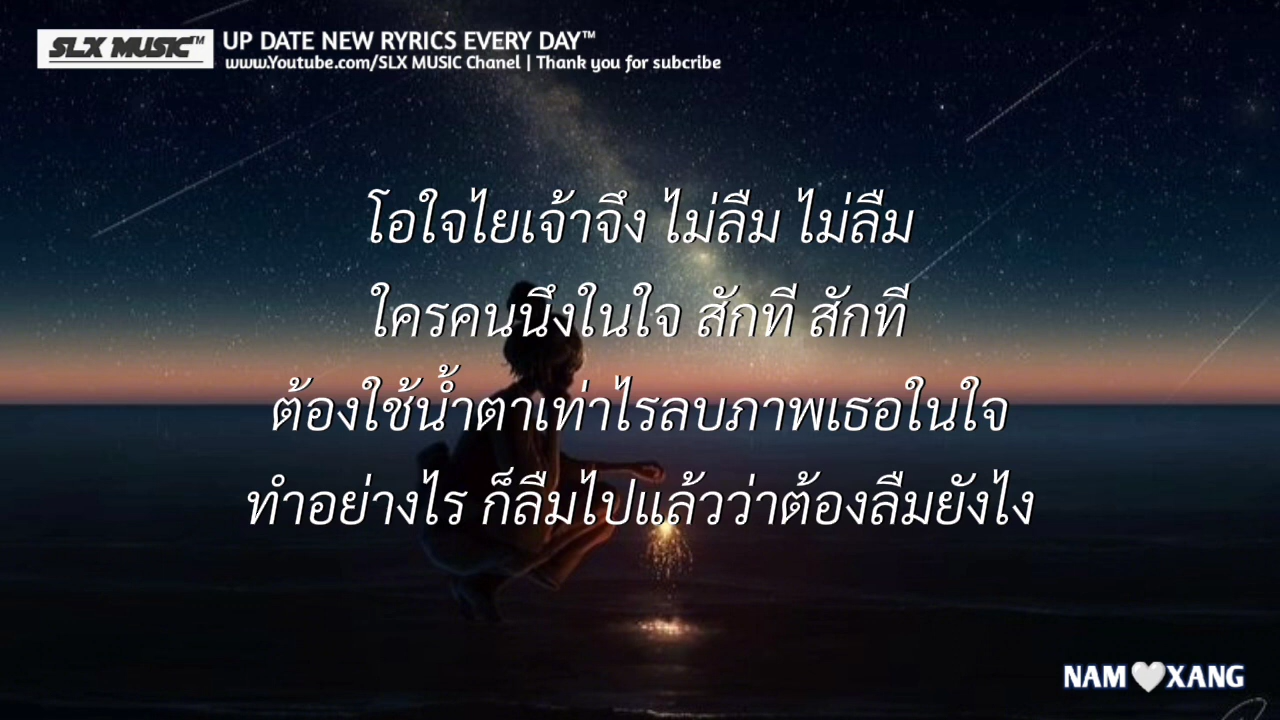 SLX MUSIC™
UP DATE NEW RYRICS EVERY DAY™
www.Youtube.com/SLX MUSIC Chanel | Thank you for subcribe
โอใจไยเจ้าจึง ไม่ลืม ไม่ลืม
ใครคนนึงในใจ สักที สักที
ต้องใช้น้ำตาเท่าไรลบภาพเธอในใจ
ทำอย่างไร ก็ลืมไปแล้วว่าต้องลืมยังไง
NAM🤍XANG